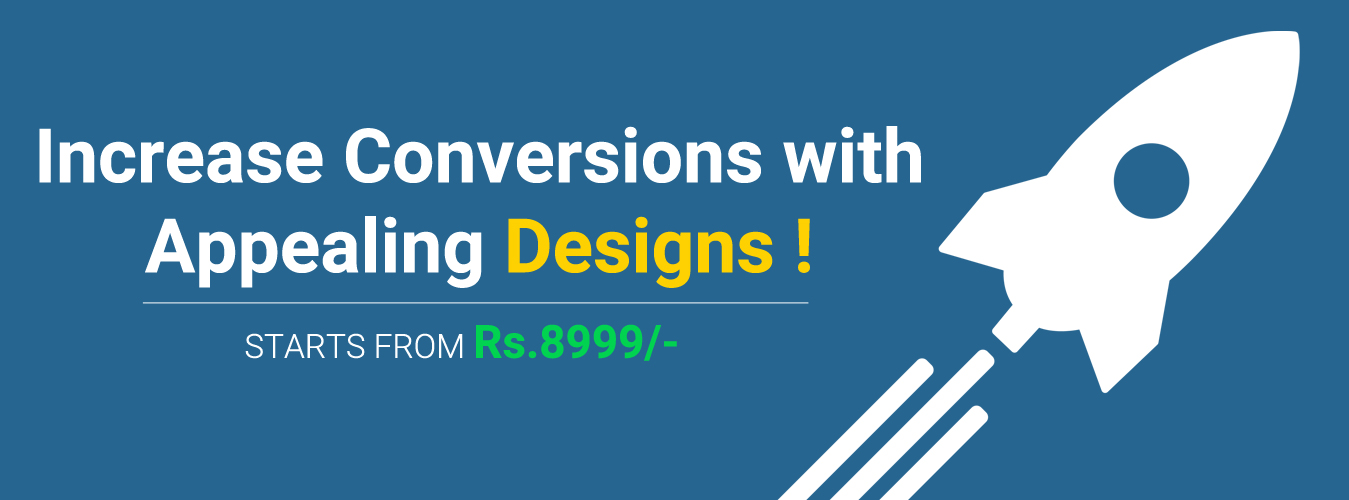 Increase Conversions with
Appealing Designs !
STARTS FROM Rs.8999/-